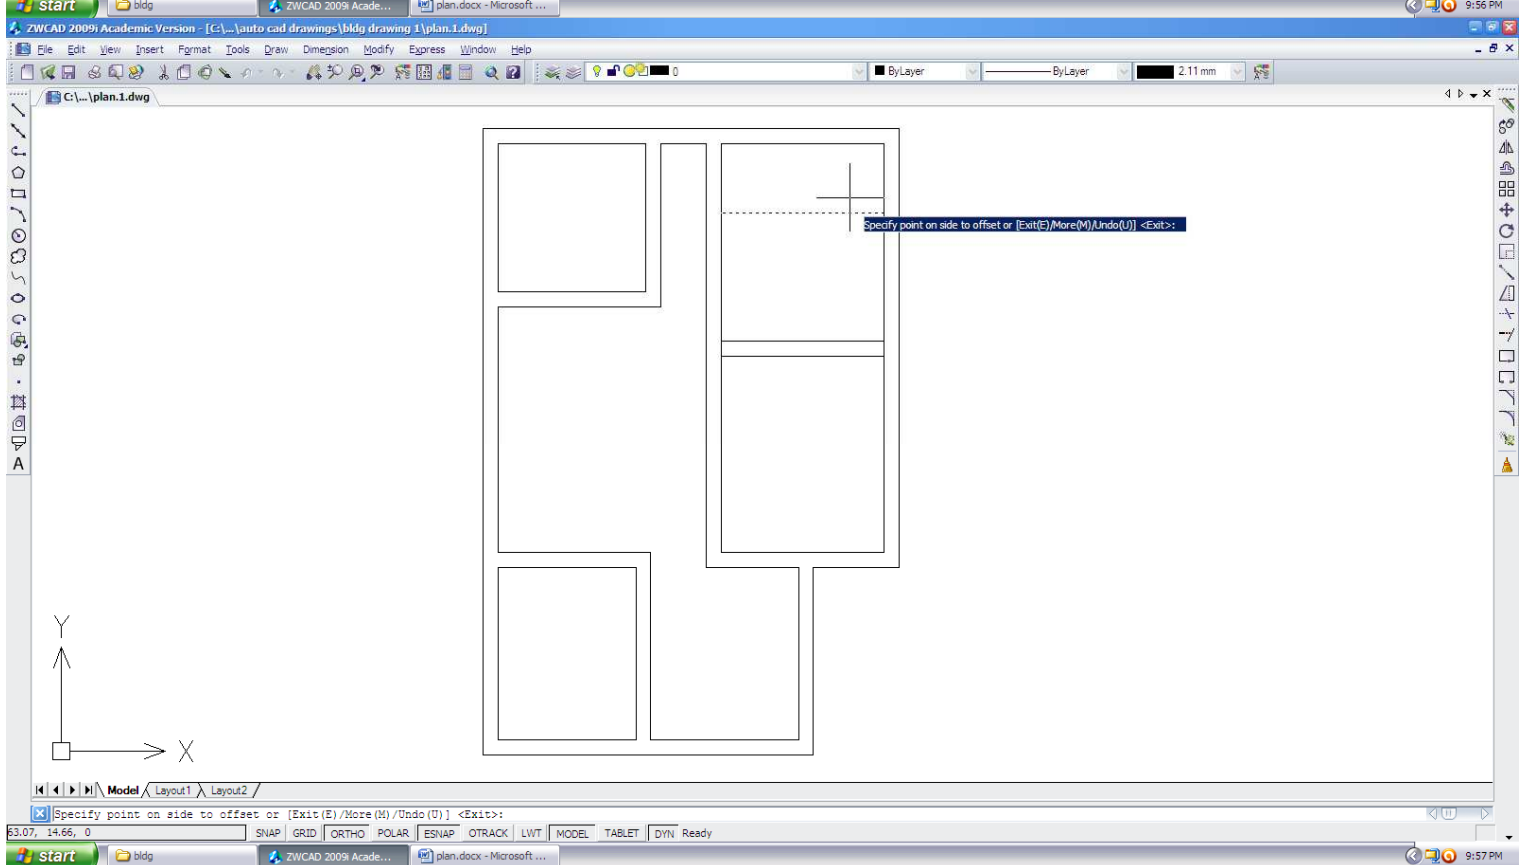 start bldg ZWCAD 2009i Acade... plan.docx - Microsoft ... 9:56 PM
ZWCAD 2009i Academic Version - [C:\...\auto cad drawings\bldg drawing 1\plan.1.dwg]
File Edit View Insert Format Tools Draw Dimension Modify Express Window Help
0 ByLayer ByLayer 2.11 mm
C:\...\plan.1.dwg
Specify point on side to offset or [Exit(E)/More(M)/Undo(U)] <Exit>:
Y
X
A
Model Layout1 Layout2
Specify point on side to offset or [Exit(E)/More(M)/Undo(U)] <Exit>:
63.07, 14.66, 0 SNAP GRID ORTHO POLAR ESNAP OTRACK LWT MODEL TABLET DYN Ready
start bldg ZWCAD 2009i Acade... plan.docx - Microsoft ... 9:57 PM